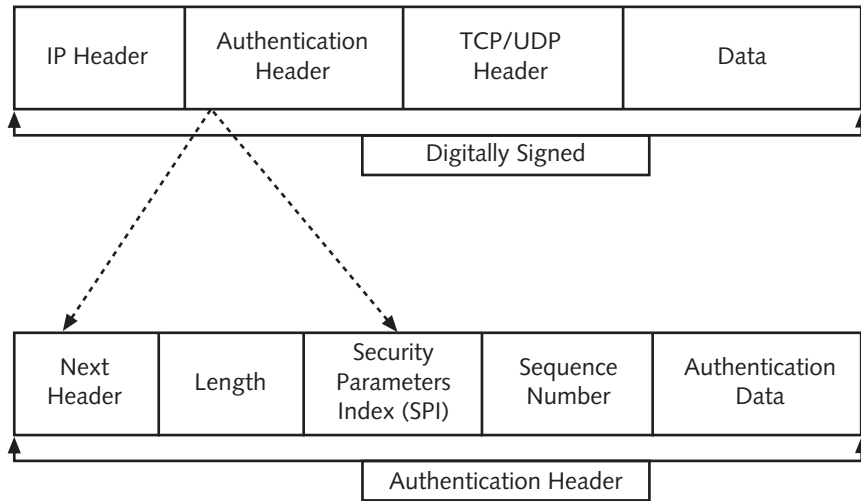 IP Header
Authentication
Header
TCP/UDP
Header
Data
Digitally Signed
Next
Header
Length
Security
Parameters
Index (SPI)
Sequence
Number
Authentication
Data
Authentication Header